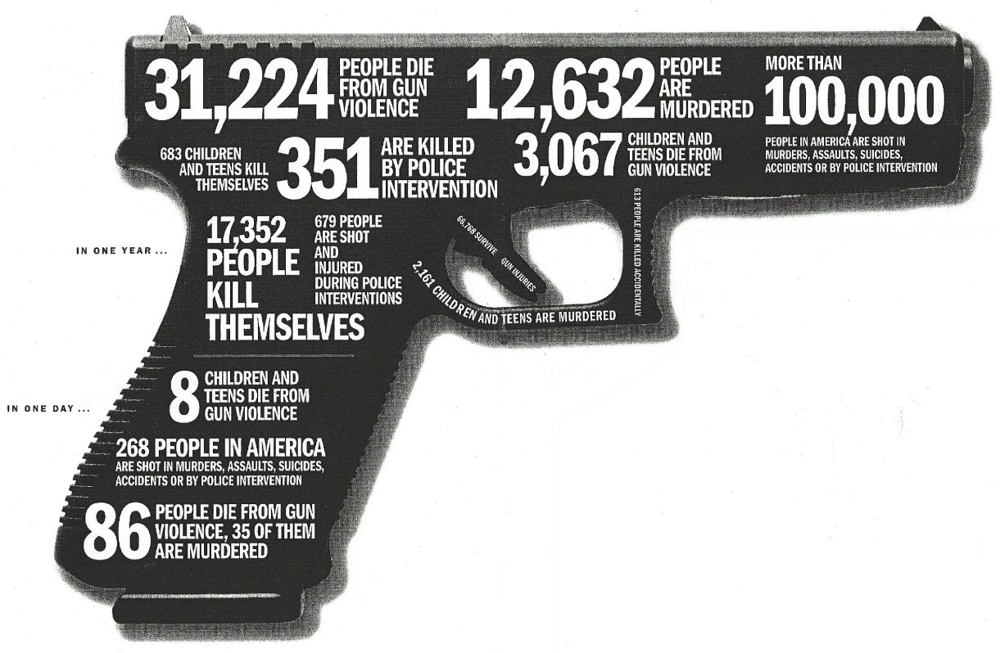 31,224 PEOPLE DIE
FROM GUN
VIOLENCE
12,632 PEOPLE
ARE
MURDERED
MORE THAN
100,000
PEOPLE IN AMERICA ARE SHOT IN
MURDERS, ASSAULTS, SUICIDES,
ACCIDENTS OR BY POLICE INTERVENTION
683 CHILDREN
AND TEENS KILL
THEMSELVES
351 ARE KILLED
BY POLICE
INTERVENTION
3,067 CHILDREN AND
TEENS DIE FROM
GUN VIOLENCE
IN ONE YEAR ...
17,352
PEOPLE
KILL
THEMSELVES
679 PEOPLE
ARE SHOT
AND
INJURED
DURING POLICE
INTERVENTIONS
66,768 SURVIVE GUN INJURIES
2,161 CHILDREN AND TEENS ARE MURDERED
613 PEOPLE ARE KILLED ACCIDENTALLY
IN ONE DAY ...
8 CHILDREN AND
TEENS DIE FROM
GUN VIOLENCE
268 PEOPLE IN AMERICA
ARE SHOT IN MURDERS, ASSAULTS, SUICIDES,
ACCIDENTS OR BY POLICE INTERVENTION
86 PEOPLE DIE FROM GUN
VIOLENCE, 35 OF THEM
ARE MURDERED